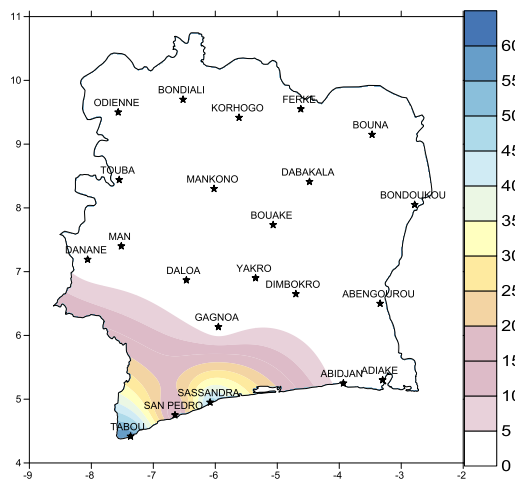 11
BONDIALI
ODIENNE
FERKE
KORHOGO
10
BOUNA
9
TOUBA
DABAKALA
MANKONO
BONDOUKOU
8
BOUAKE
MAN
DANANE
7
DALOA
YAKRO
DIMBOKRO
ABENGOUROU
GAGNOA
6
ABIDJAN
ADIAKE
SASSANDRA
5
SAN PEDRO
TABOU
4
-9 -8 -7 -6 -5 -4 -3 -2
60
50
45
40
35
30
25
20
15
10
5
0